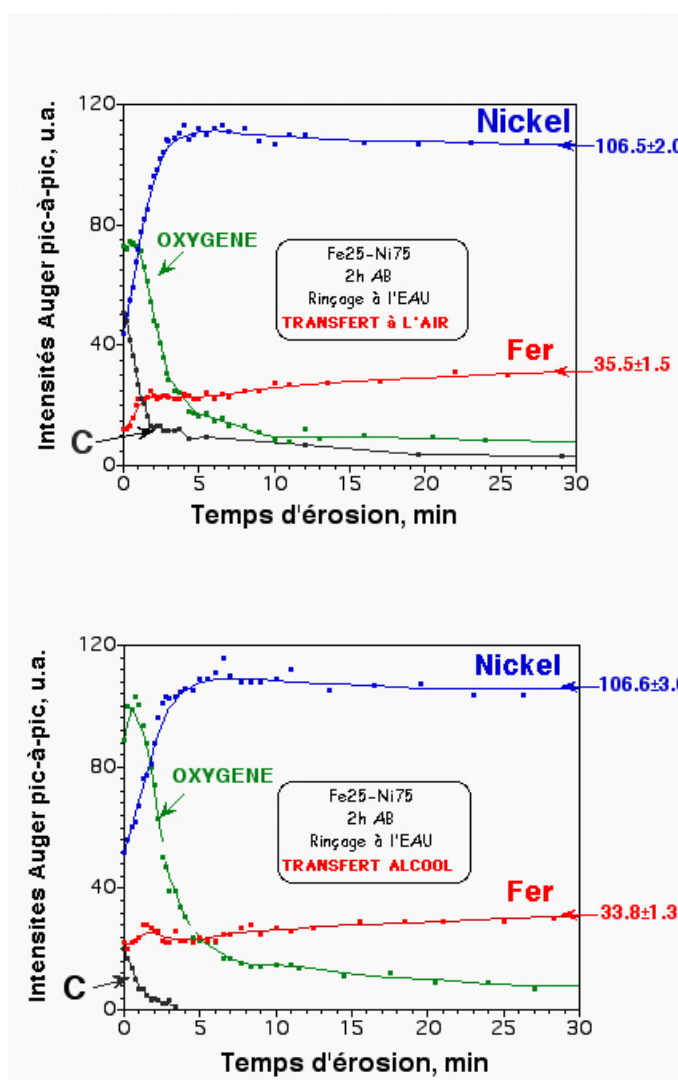 Intensités Auger pic-à-pic, u.a.
120
80
40
0
Nickel
106.5±2.0
OXYGENE
Fe25-Ni75
2h AB
Rinçage à l'EAU
TRANSFERT à L'AIR
Fer
35.5±1.5
C
0 5 10 15 20 25 30
Temps d'érosion, min
Intensites Auger pic-à-pic, u.a.
120
80
40
0
Nickel
106.6±3.0
OXYGENE
Fe25-Ni75
2h AB
Rinçage à l'EAU
TRANSFERT ALCOOL
Fer
33.8±1.3
C
0 5 10 15 20 25 30
Temps d'érosion, min